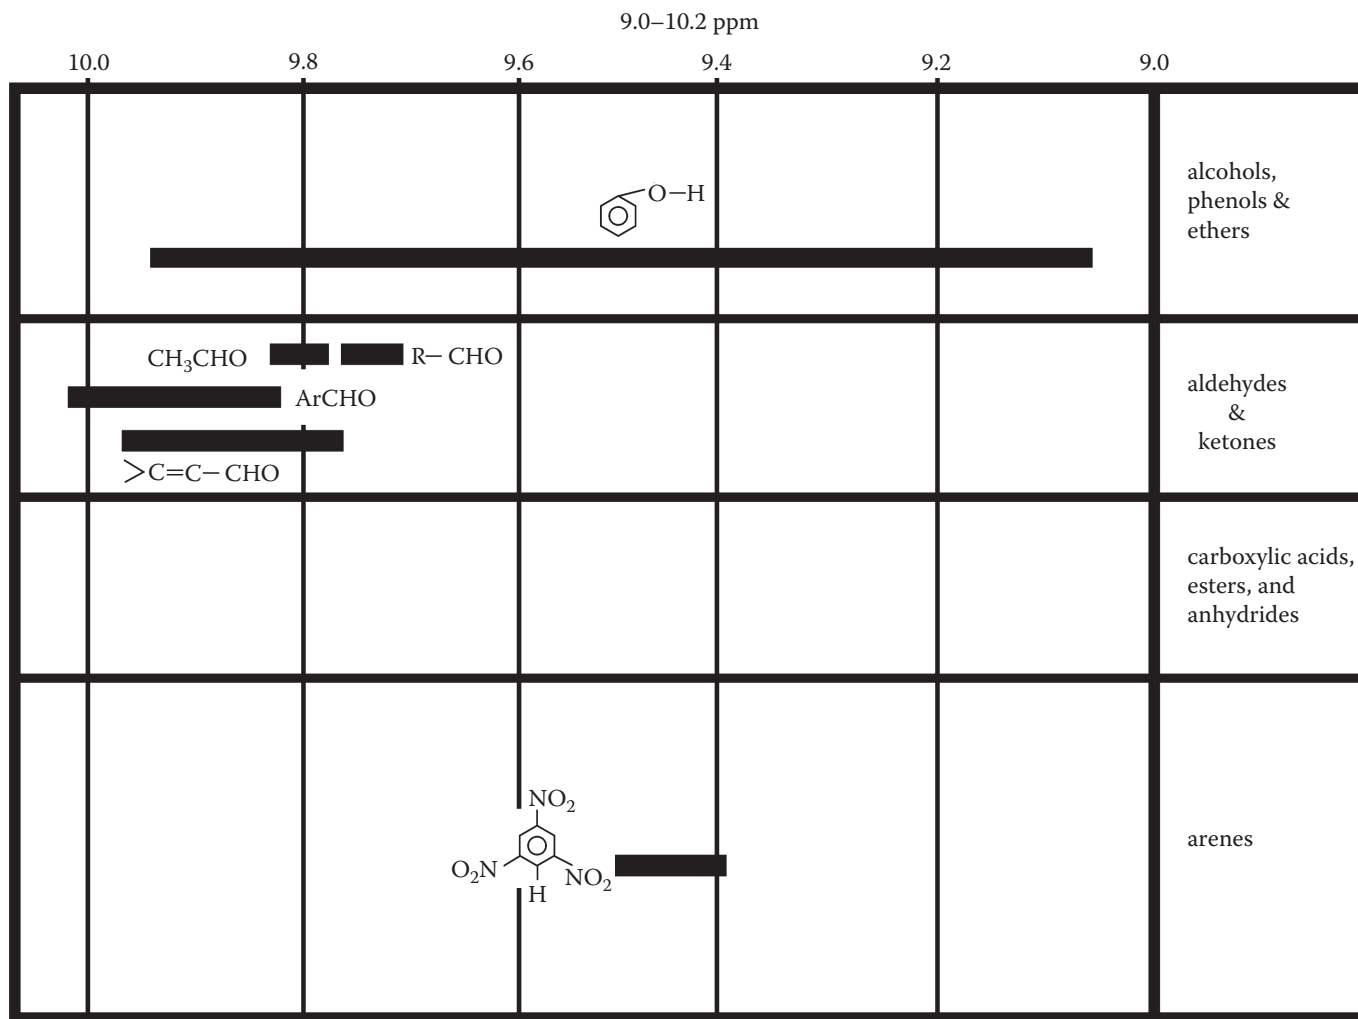 9.0–10.2 ppm
10.0 9.8 9.6 9.4 9.2 9.0
O–H
alcohols,
phenols &
ethers
CH₃CHO R– CHO
ArCHO
>C=C– CHO
aldehydes
&
ketones
carboxylic acids,
esters, and
anhydrides
NO₂
O₂N NO₂
H
arenes